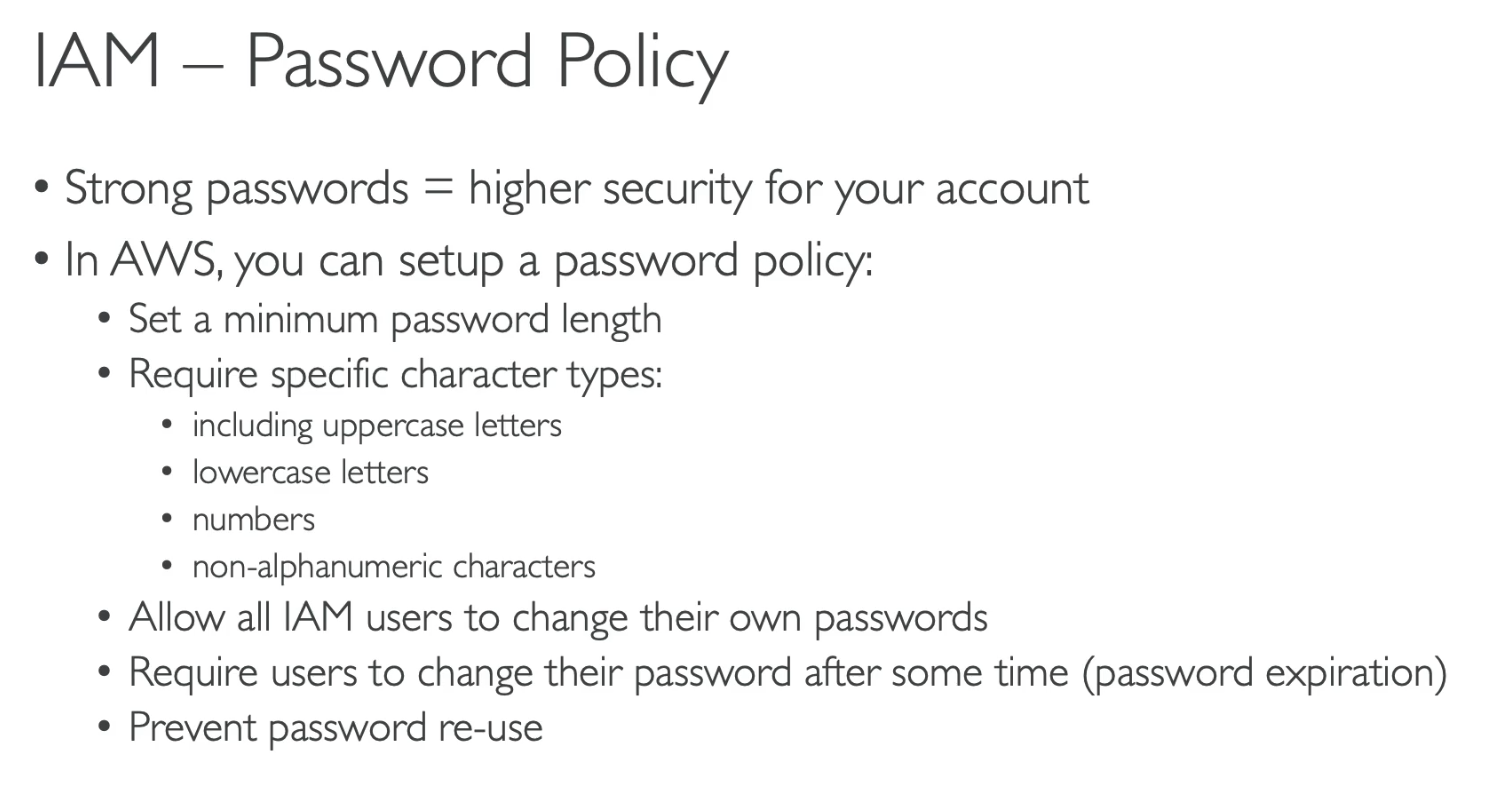 IAM – Password Policy
• Strong passwords = higher security for your account
• In AWS, you can setup a password policy:
• Set a minimum password length
• Require specific character types:
• including uppercase letters
• lowercase letters
• numbers
• non-alphanumeric characters
• Allow all IAM users to change their own passwords
• Require users to change their password after some time (password expiration)
• Prevent password re-use